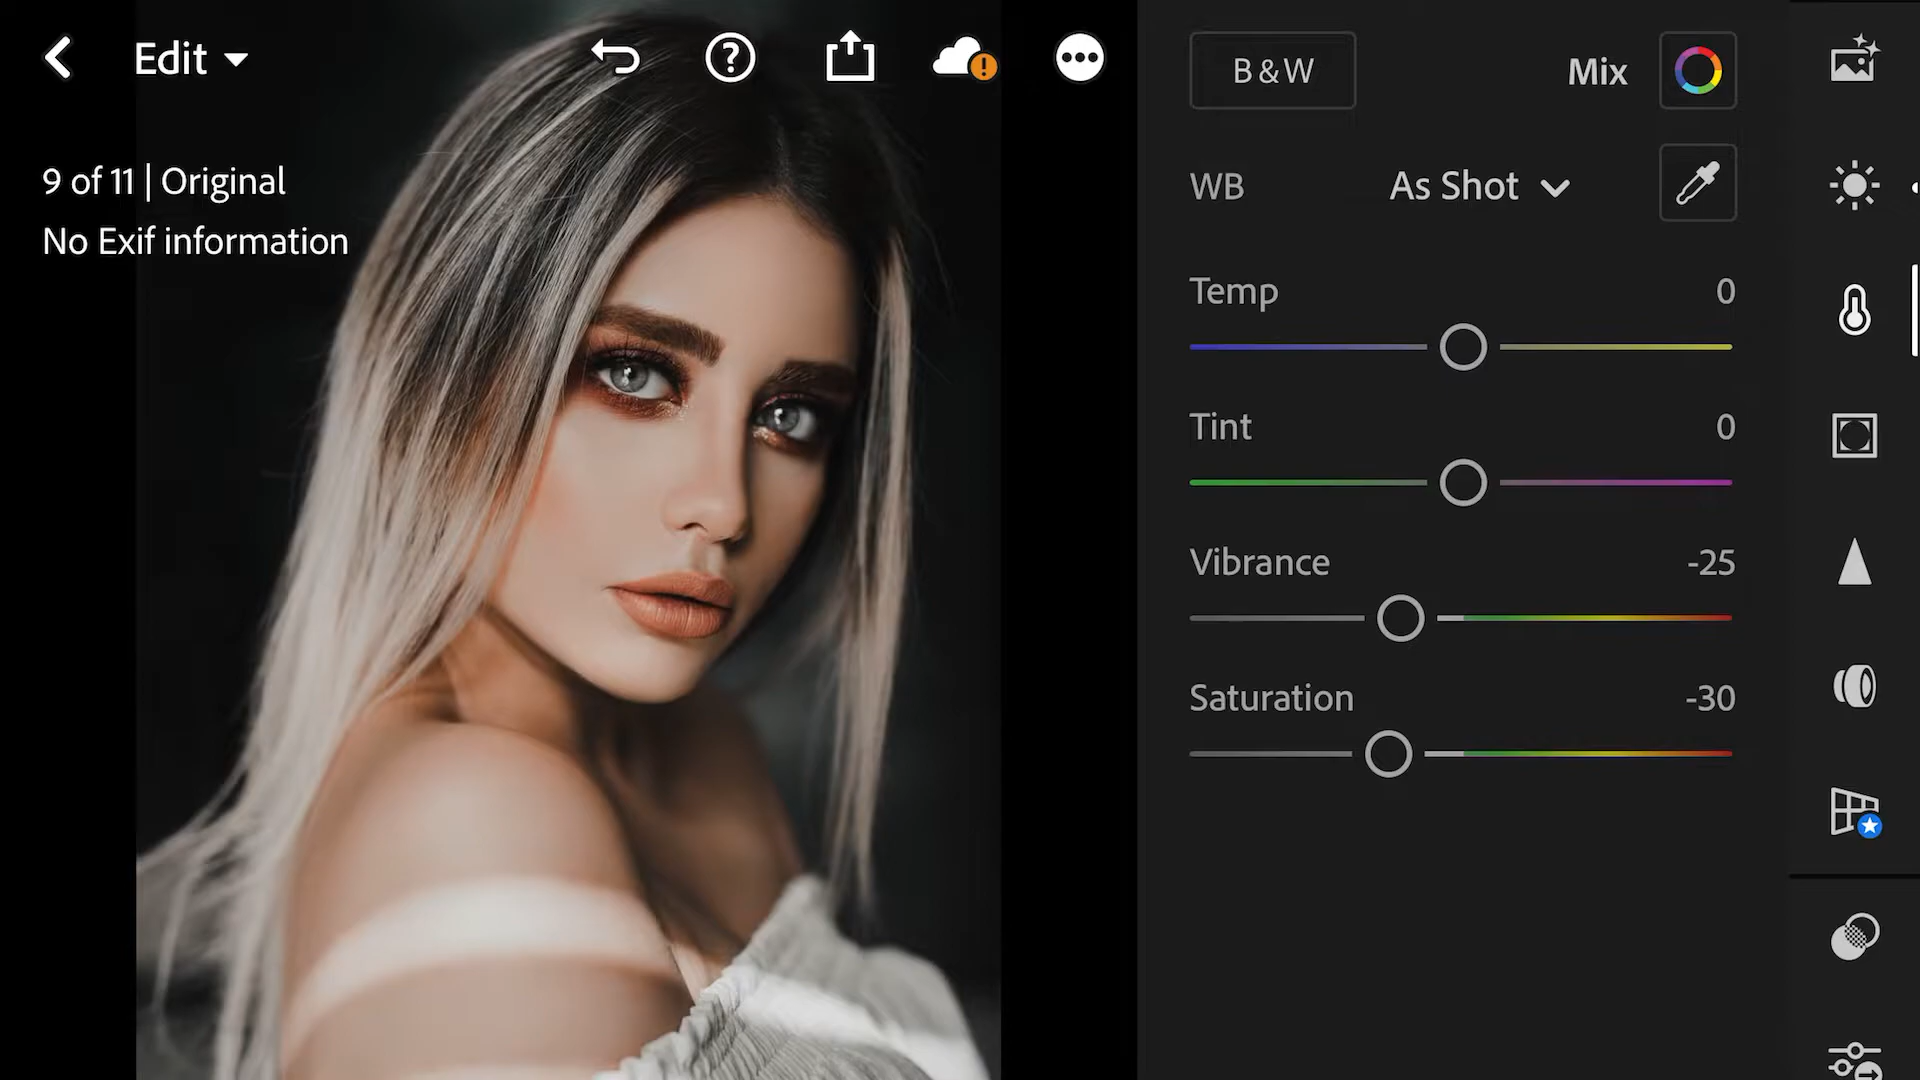 Edit
B&W
Mix
9 of 11 | Original
WB As Shot
No Exif information
Temp 0
Tint 0
Vibrance -25
Saturation -30